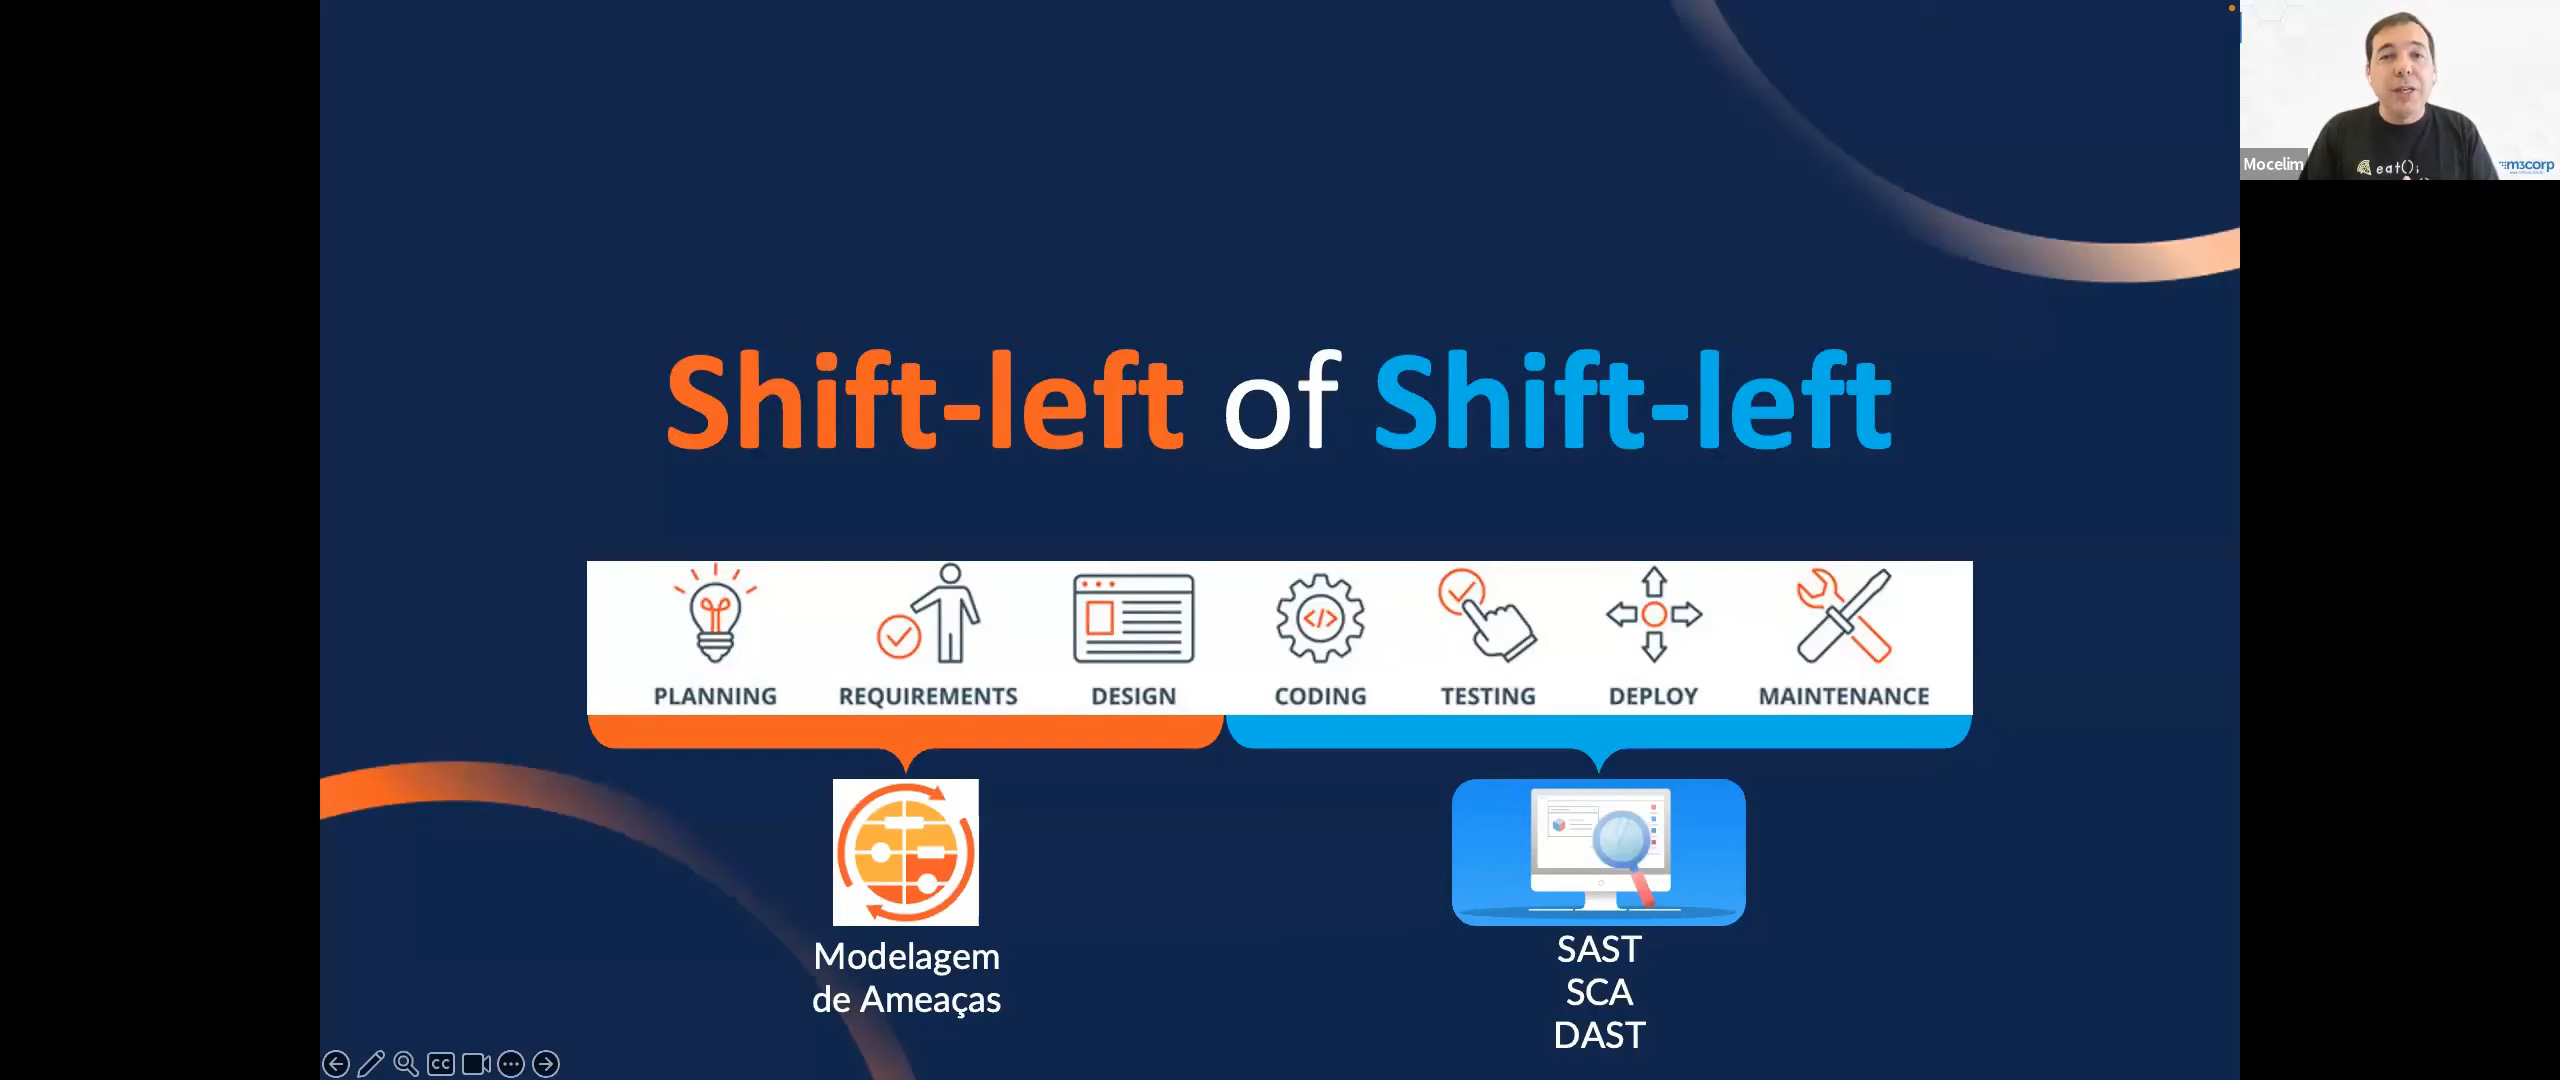 Shift-left of Shift-left
PLANNING REQUIREMENTS DESIGN CODING TESTING DEPLOY MAINTENANCE
Modelagem
de Ameaças
SAST
SCA
DAST
Mocelim
eat();
m3corp
CC